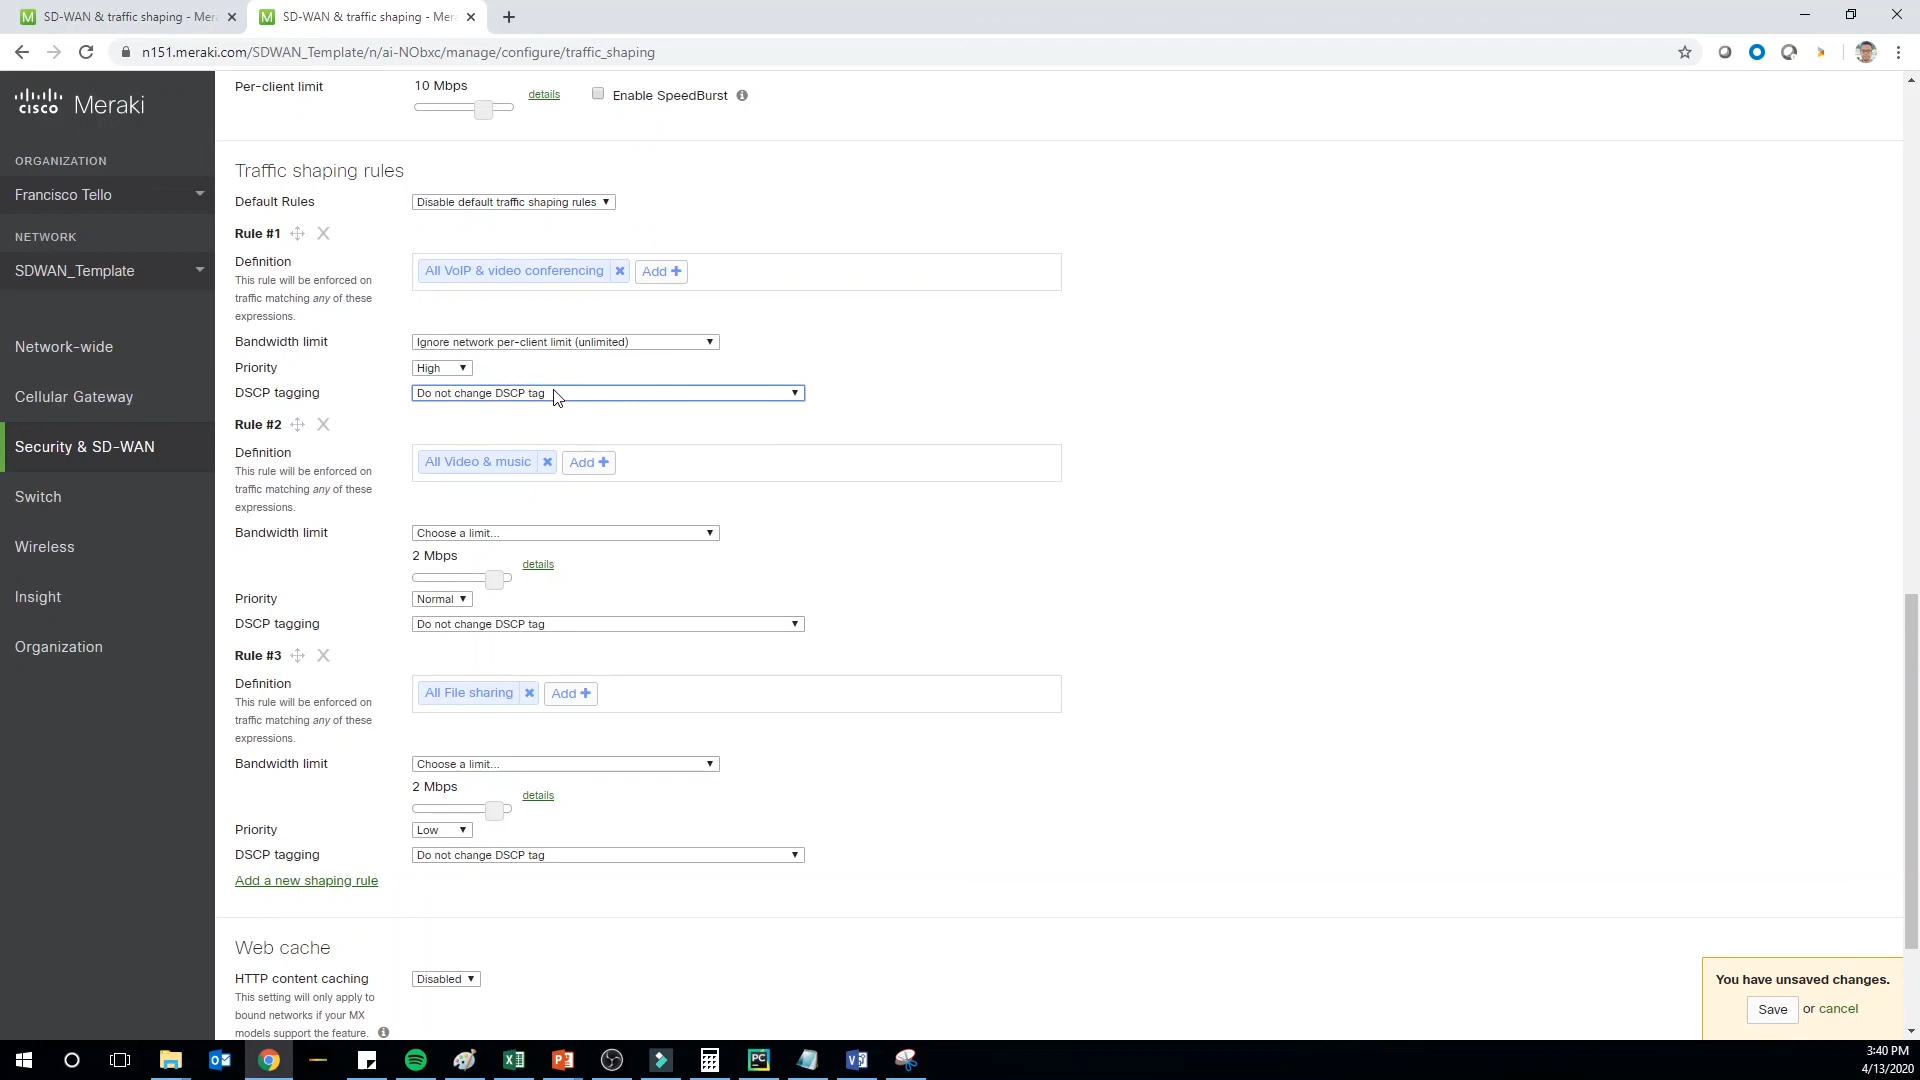 SD-WAN & traffic shaping - Mer
SD-WAN & traffic shaping - Mer
n151.meraki.com/SDWAN_Template/n/ai-NObxc/manage/configure/traffic_shaping
cisco Meraki
ORGANIZATION
Francisco Tello
NETWORK
SDWAN_Template
Network-wide
Cellular Gateway
Security & SD-WAN
Switch
Wireless
Insight
Organization
Per-client limit
10 Mbps
details
Enable SpeedBurst
Traffic shaping rules
Default Rules
Disable default traffic shaping rules
Rule #1
Definition
This rule will be enforced on
traffic matching any of these
expressions.
All VoIP & video conferencing
Add
Bandwidth limit
Ignore network per-client limit (unlimited)
Priority
High
DSCP tagging
Do not change DSCP tag
Rule #2
Definition
This rule will be enforced on
traffic matching any of these
expressions.
All Video & music
Add
Bandwidth limit
Choose a limit...
2 Mbps
details
Priority
Normal
DSCP tagging
Do not change DSCP tag
Rule #3
Definition
This rule will be enforced on
traffic matching any of these
expressions.
All File sharing
Add
Bandwidth limit
Choose a limit...
2 Mbps
details
Priority
Low
DSCP tagging
Do not change DSCP tag
Add a new shaping rule
Web cache
HTTP content caching
Disabled
This setting will only apply to
bound networks if your MX
models support the feature.
You have unsaved changes.
Save or cancel
3:40 PM
4/13/2020